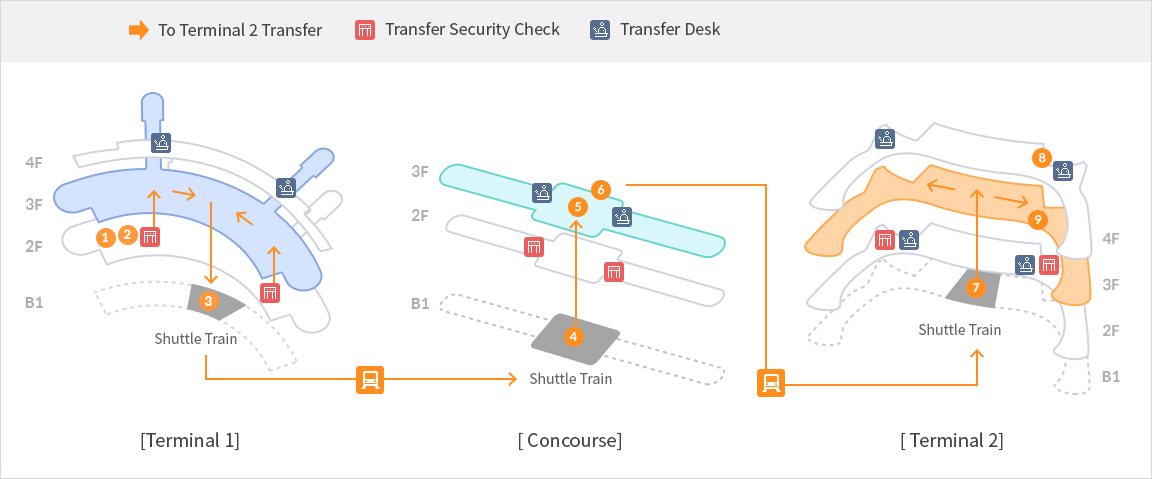 To Terminal 2 Transfer
Transfer Security Check
Transfer Desk
4F
3F
2F
B1
1
2
3
Shuttle Train
[Terminal 1]
3F
2F
B1
5
6
4
Shuttle Train
[ Concourse]
8
9
7
Shuttle Train
4F
3F
2F
B1
[ Terminal 2]